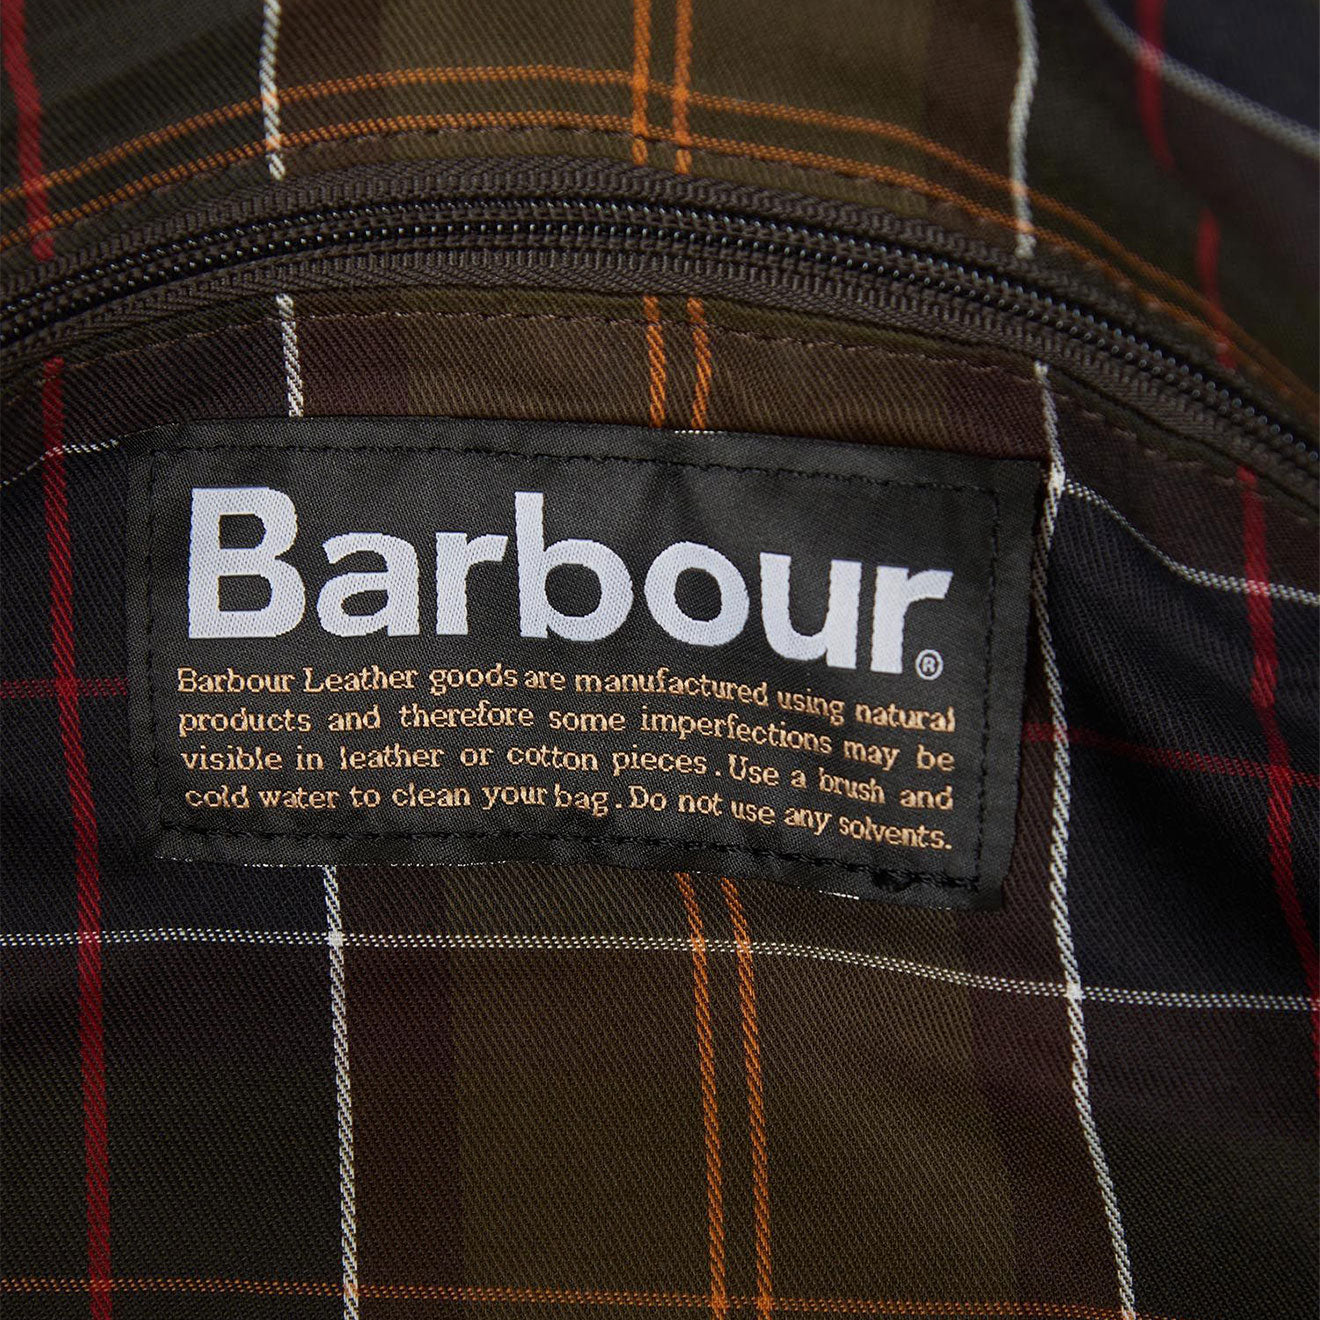 Barbour®
Barbour Leather goods are manufactured using natural
products and therefore some imperfections may be
visible in leather or cotton pieces. Use a brush and
cold water to clean your bag. Do not use any solvents.